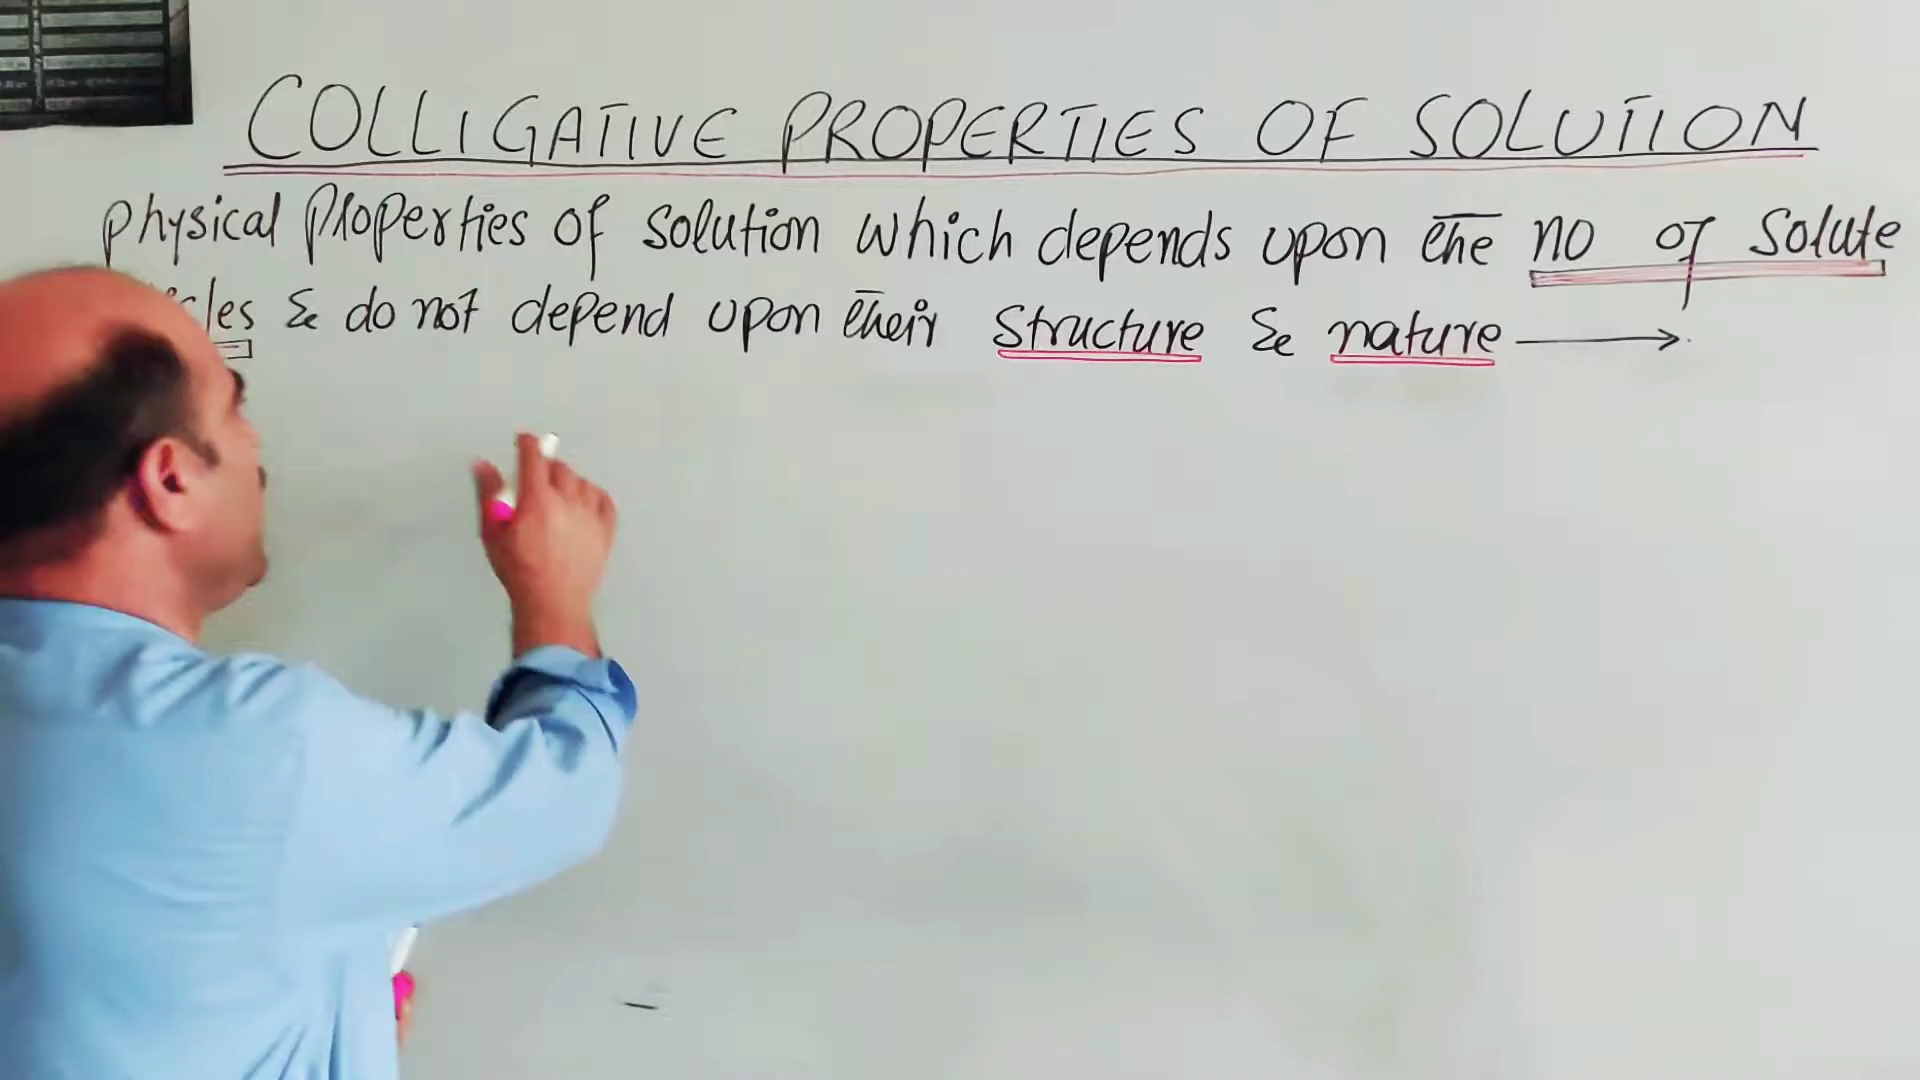 COLLIGATIVE PROPERTIES OF SOLUTION
Physical Properties of solution which depends upon the no of Solute
& do not depend upon their Structure & nature →